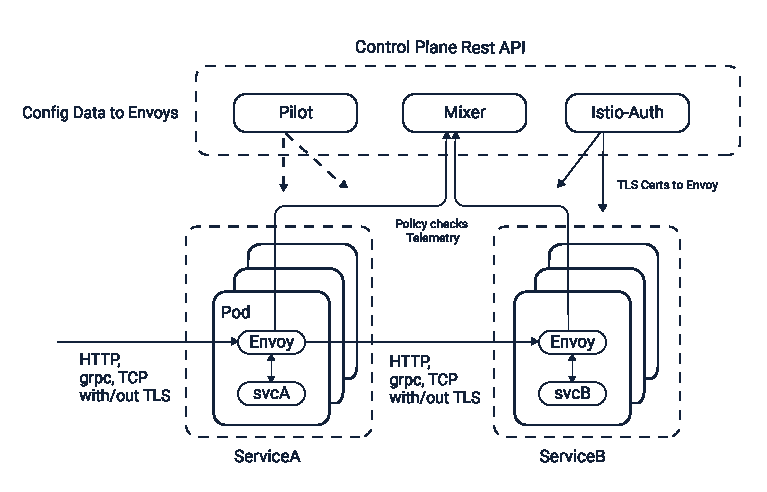 Control Plane Rest API
Config Data to Envoys
Pilot
Mixer
Istio-Auth
TLS Certs to Envoy
Policy checks
Telemetry
Pod
Envoy
svcA
HTTP,
grpc, TCP
with/out TLS
HTTP,
grpc, TCP
with/out TLS
Envoy
svcB
ServiceA
ServiceB